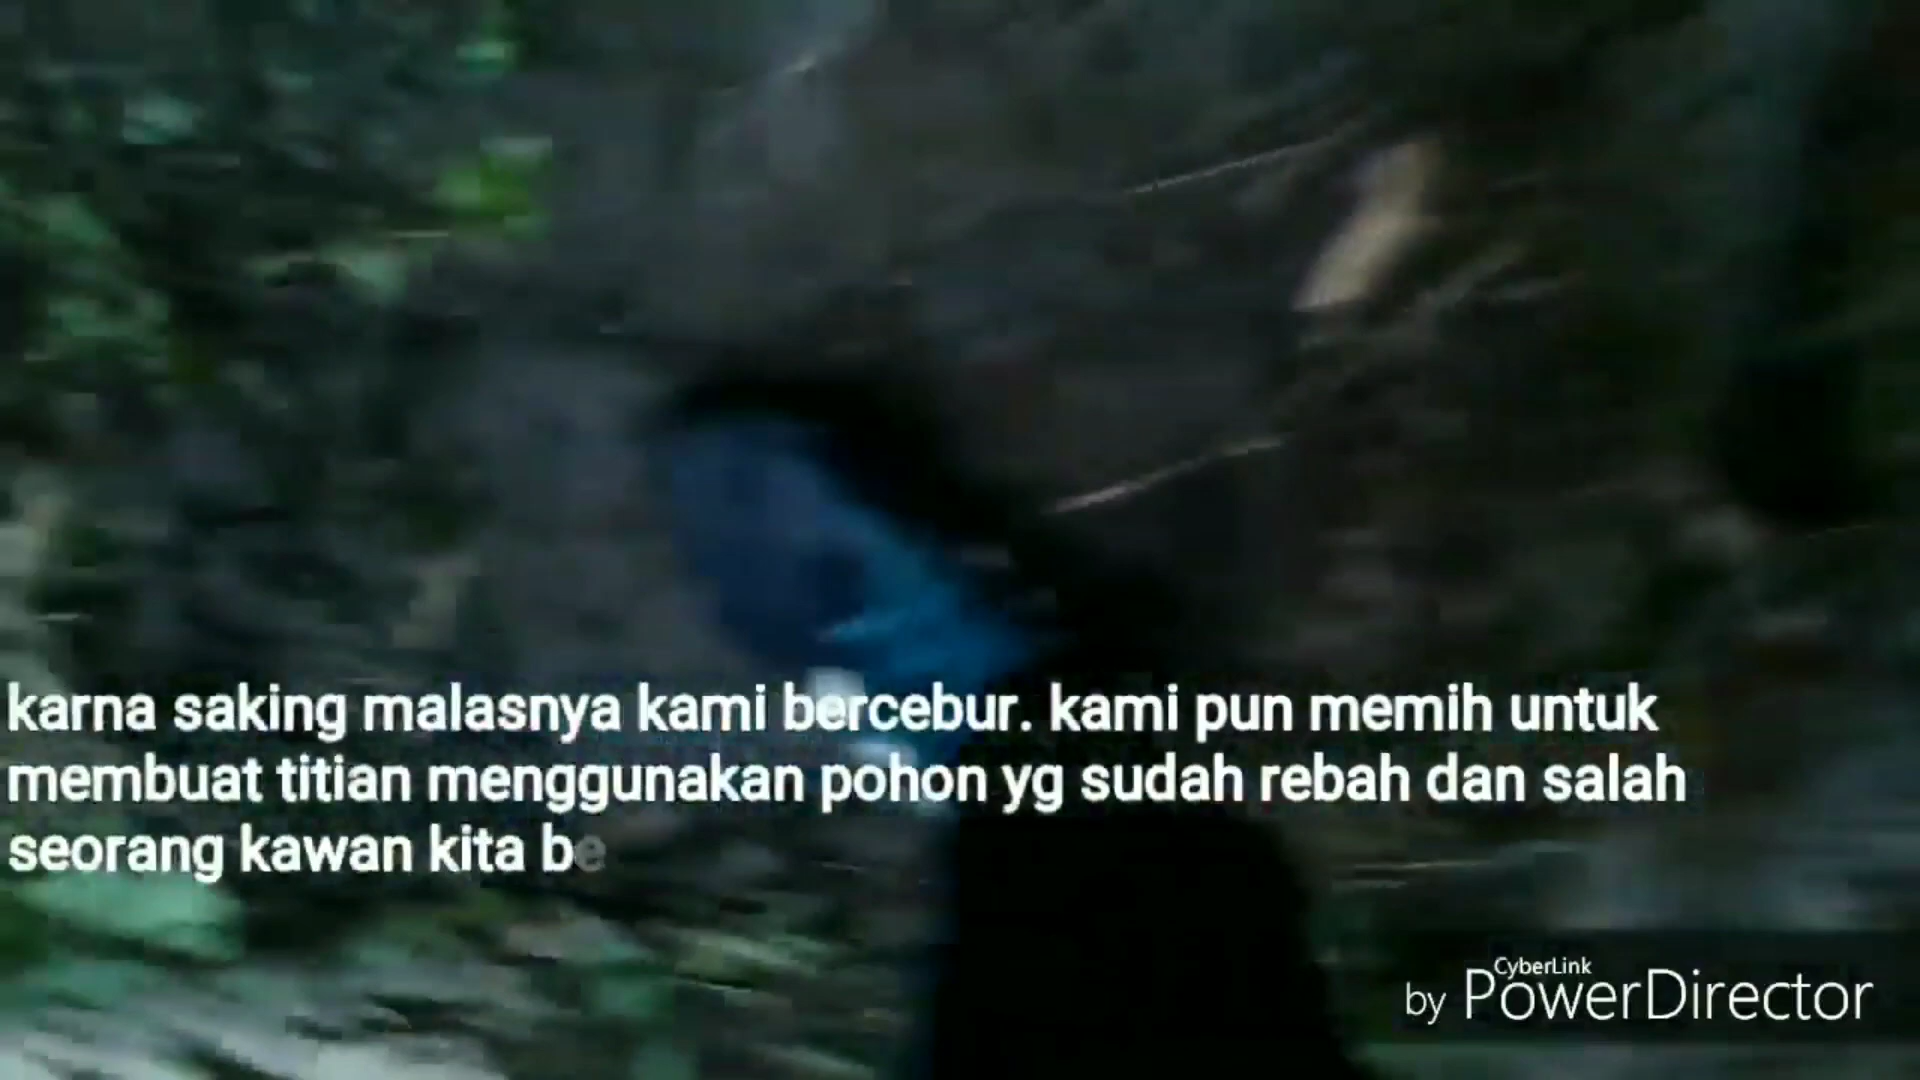 karna saking malasnya kami bercebur. kami pun memih untuk
membuat titian menggunakan pohon yg sudah rebah dan salah
seorang kawan kita be
CyberLink
by PowerDirector